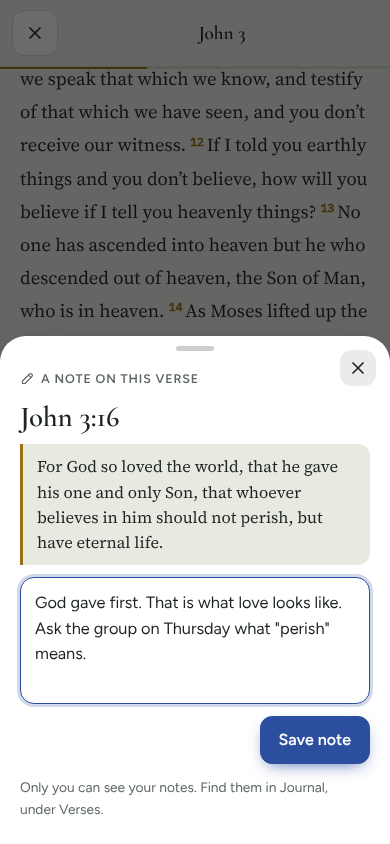 John 3
we speak that which we know, and testify
of that which we have seen, and you don’t
receive our witness. 12 If I told you earthly
things and you don’t believe, how will you
believe if I tell you heavenly things? 13 No
one has ascended into heaven but he who
descended out of heaven, the Son of Man,
who is in heaven. 14 As Moses lifted up the
A NOTE ON THIS VERSE
John 3:16
For God so loved the world, that he gave
his one and only Son, that whoever
believes in him should not perish, but
have eternal life.
God gave first. That is what love looks like.
Ask the group on Thursday what "perish"
means.
Save note
Only you can see your notes. Find them in Journal,
under Verses.